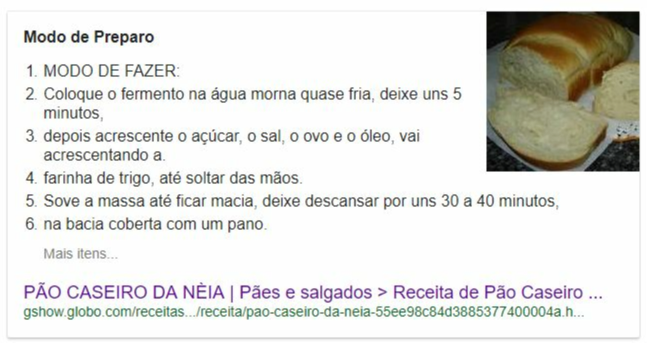 Modo de Preparo
1. MODO DE FAZER:
2. Coloque o fermento na água morna quase fria, deixe uns 5
minutos,
3. depois acrescente o açúcar, o sal, o ovo e o óleo, vai
acrescentando a.
4. farinha de trigo, até soltar das mãos.
5. Sove a massa até ficar macia, deixe descansar por uns 30 a 40 minutos,
6. na bacia coberta com um pano.
Mais itens...
PÃO CASEIRO DA NÈIA | Pães e salgados > Receita de Pão Caseiro ...
gshow.globo.com/receitas.../receita/pao-caseiro-da-neia-55ee98c84d3885377400004a.h...